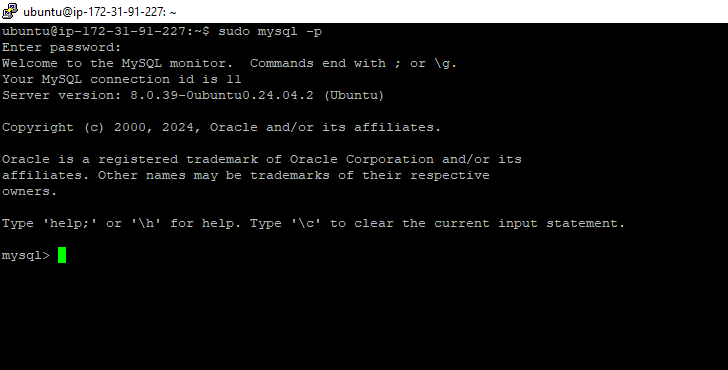 ubuntu@ip-172-31-91-227: ~
ubuntu@ip-172-31-91-227:~$ sudo mysql -p
Enter password:
Welcome to the MySQL monitor.  Commands end with ; or \g.
Your MySQL connection id is 11
Server version: 8.0.39-0ubuntu0.24.04.2 (Ubuntu)
Copyright (c) 2000, 2024, Oracle and/or its affiliates.
Oracle is a registered trademark of Oracle Corporation and/or its
affiliates. Other names may be trademarks of their respective
owners.
Type 'help;' or '\h' for help. Type '\c' to clear the current input statement.
mysql>